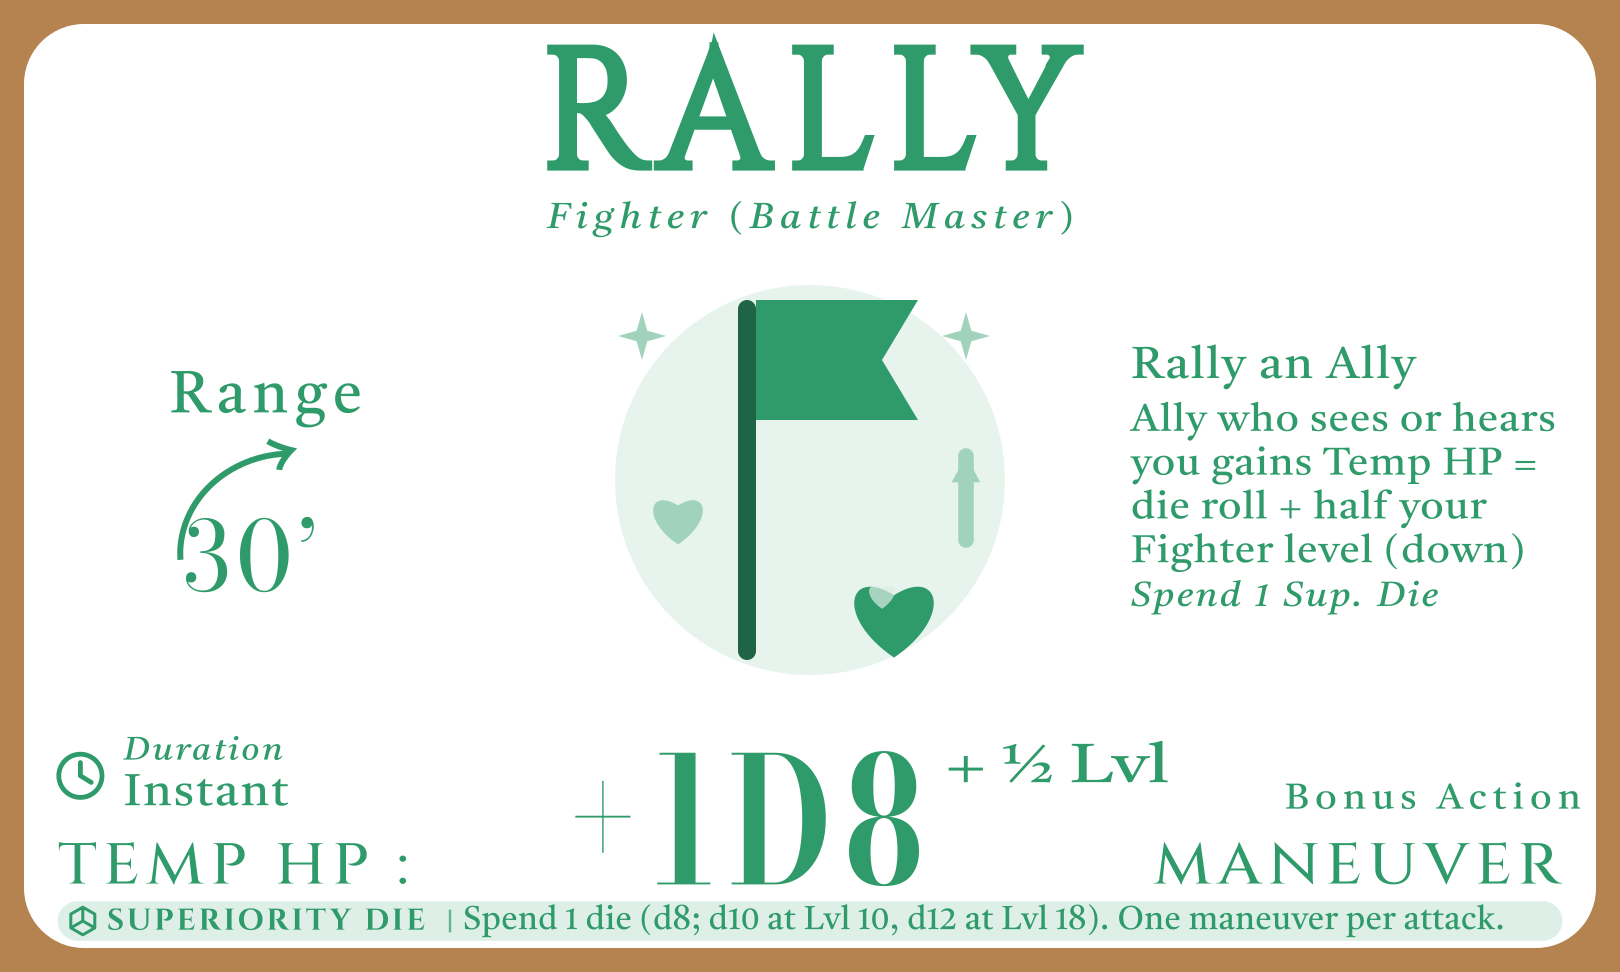 RALLY
Fighter (Battle Master)
Range
30’
Rally an Ally
Ally who sees or hears
you gains Temp HP =
die roll + half your
Fighter level (down)
Spend 1 Sup. Die
Duration
Instant
TEMP HP :
+ 1D8 + ½ Lvl
Bonus Action
MANEUVER
SUPERIORITY DIE | Spend 1 die (d8; d10 at Lvl 10, d12 at Lvl 18). One maneuver per attack.